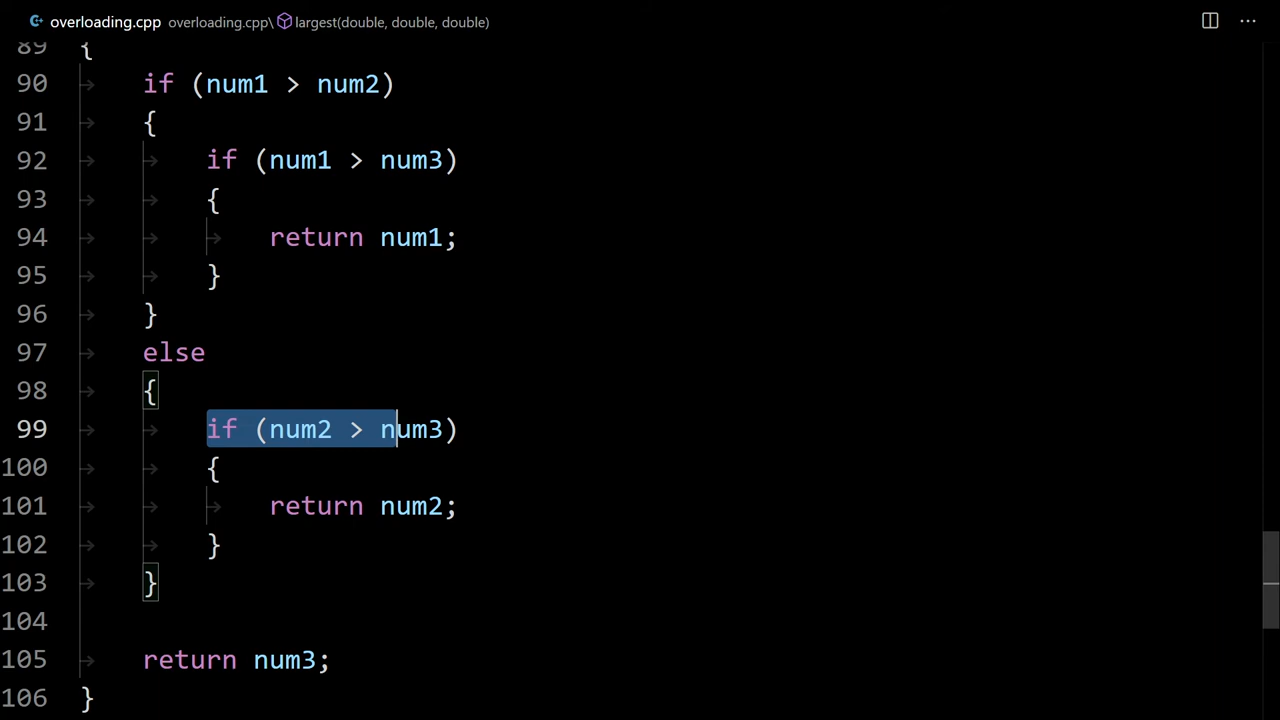 overloading.cpp overloading.cpp\ largest(double, double, double)
89 {
90 if (num1 > num2)
91 {
92 if (num1 > num3)
93 {
94 return num1;
95 }
96 }
97 else
98 {
99 if (num2 > num3)
100 {
101 return num2;
102 }
103 }
104
105 return num3;
106 }